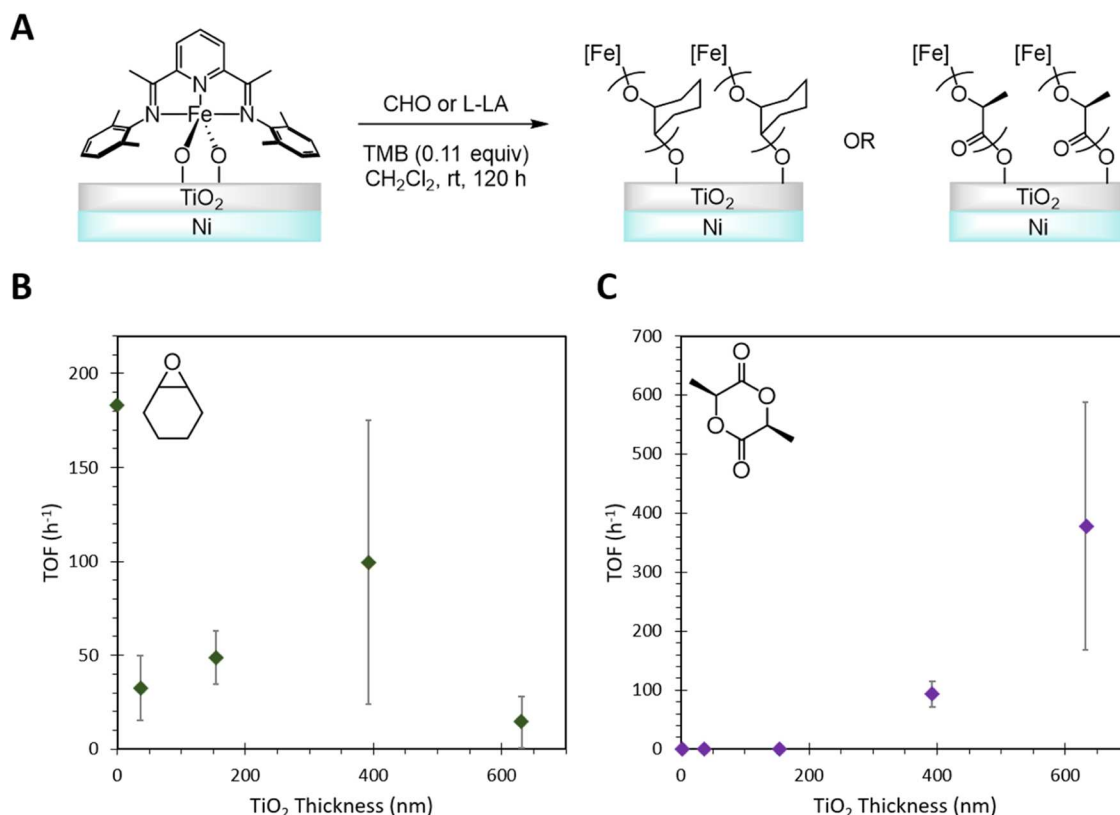 A
N
N
Fe
N
O
O
TiO2
Ni
CHO or L-LA
TMB (0.11 equiv)
CH2Cl2, rt, 120 h
[Fe]
[Fe]
O
O
O
O
TiO2
Ni
OR
[Fe]
[Fe]
O
O
O
O
O
O
TiO2
Ni
B
O
200
150
100
50
0
0
200
400
600
TOF (h-1)
TiO2 Thickness (nm)
C
O
O
O
O
700
600
500
400
300
200
100
0
0
200
400
600
TOF (h-1)
TiO2 Thickness (nm)